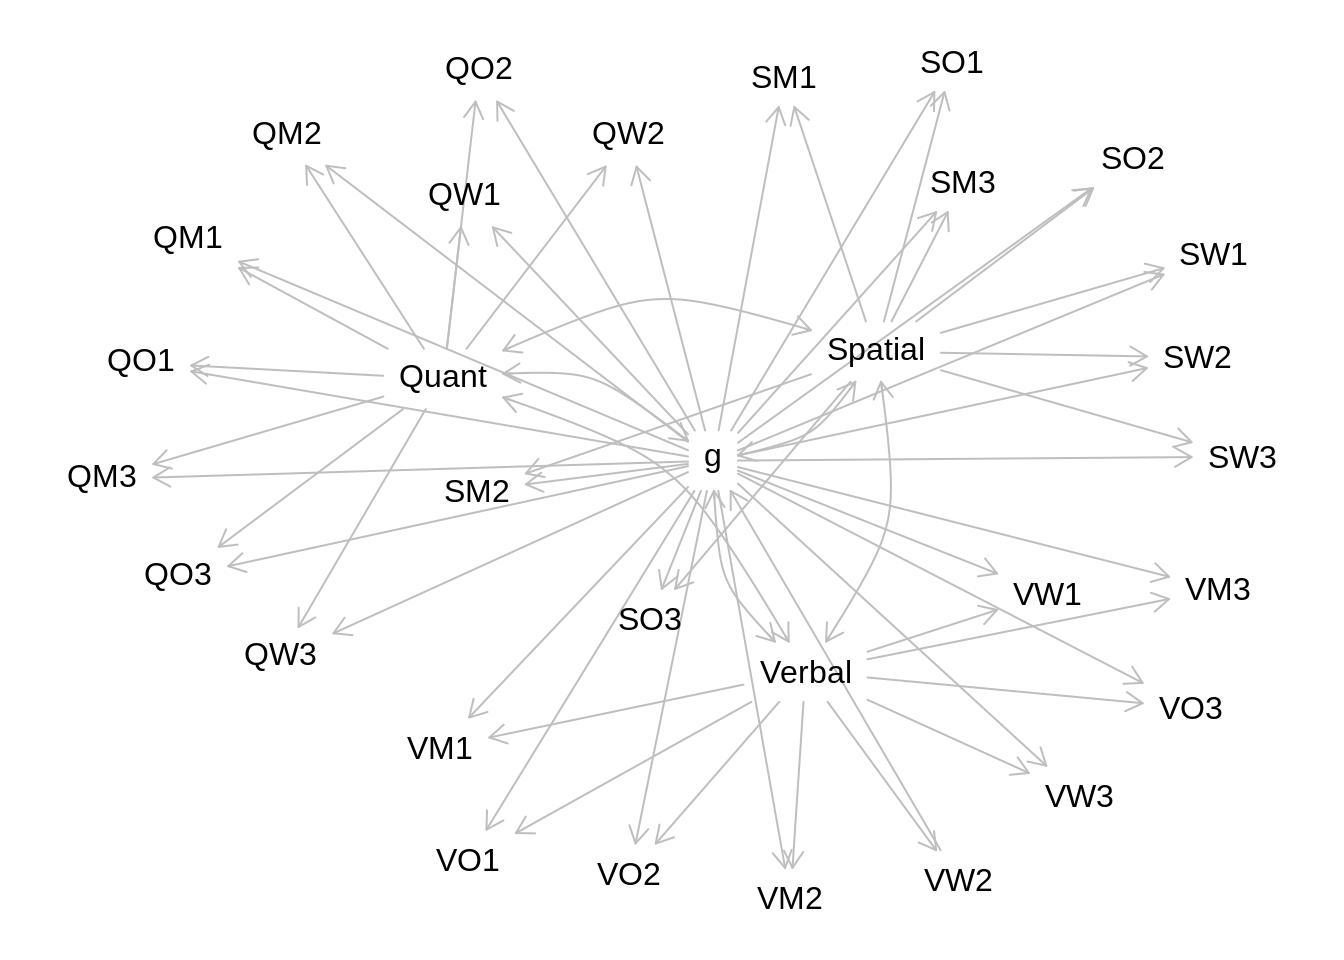 SO1
QO2
SM1
QM2
QW2
SO2
SM3
QW1
QM1
SW1
Spatial
SW2
QO1
Quant
g
SW3
QM3
SM2
QO3
VM3
VW1
SO3
QW3
Verbal
VO3
VM1
VW3
VO1
VO2
VW2
VM2